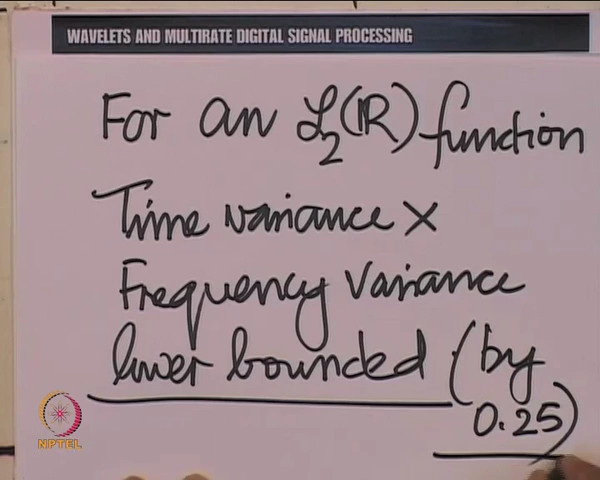 WAVELETS AND MULTIRATE DIGITAL SIGNAL PROCESSING
For an ℒ₂(ℝ) function
Time variance ×
Frequency Variance
lower bounded (by
0.25)
NPTEL